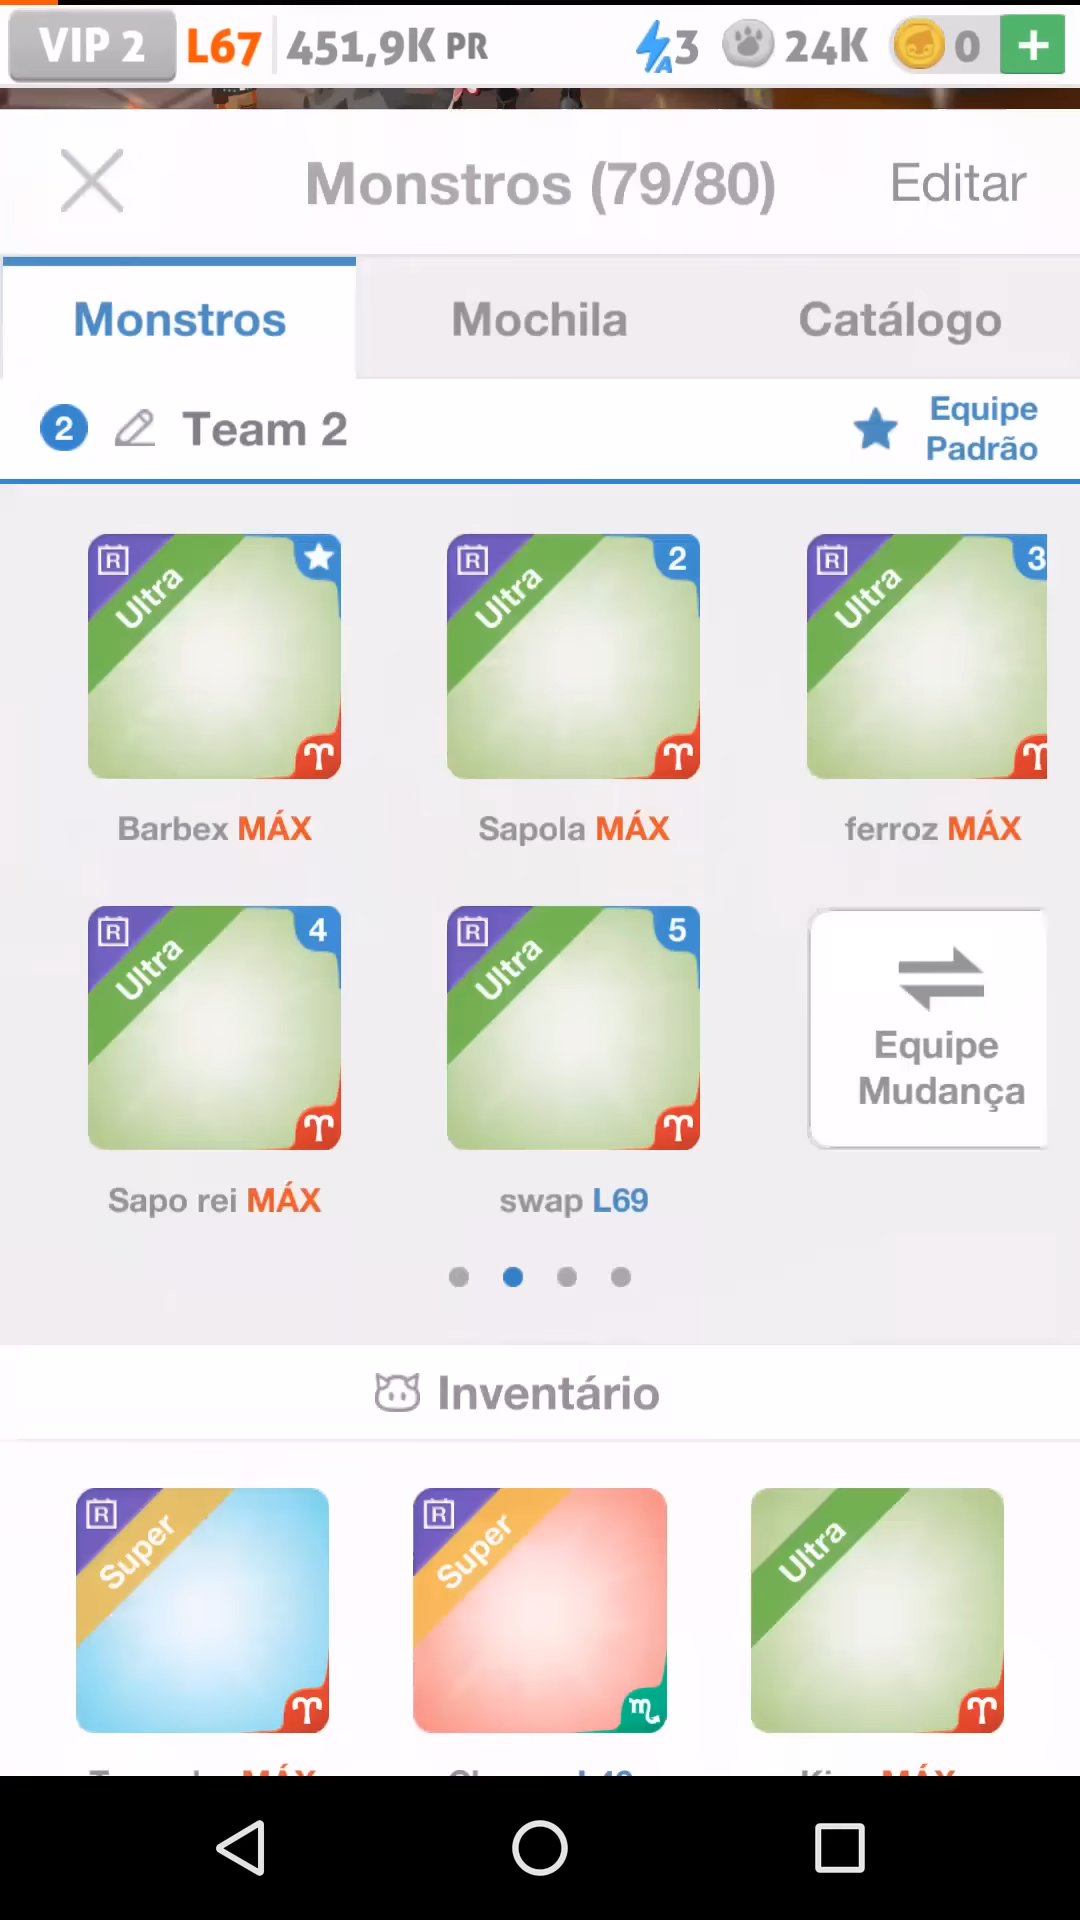 VIP 2 L67 451,9K PR 3 24K 0 +
Monstros (79/80) Editar
Monstros Mochila Catálogo
2 Team 2 Equipe
Padrão
R Ultra R Ultra 2 R Ultra 3
Barbex MÁX Sapola MÁX ferroz MÁX
R Ultra 4 R Ultra 5 Equipe
Mudança
Sapo rei MÁX swap L69
Inventário
R Super R Super Ultra
MÁX MÁX